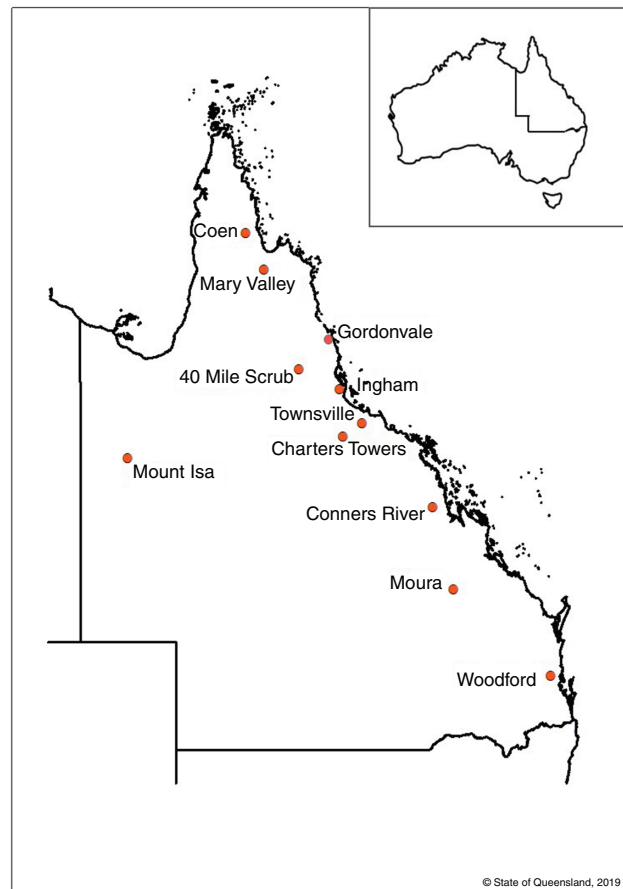 Coen
Mary Valley
Gordonvale
40 Mile Scrub
Ingham
Townsville
Charters Towers
Mount Isa
Conners River
Moura
Woodford
© State of Queensland, 2019